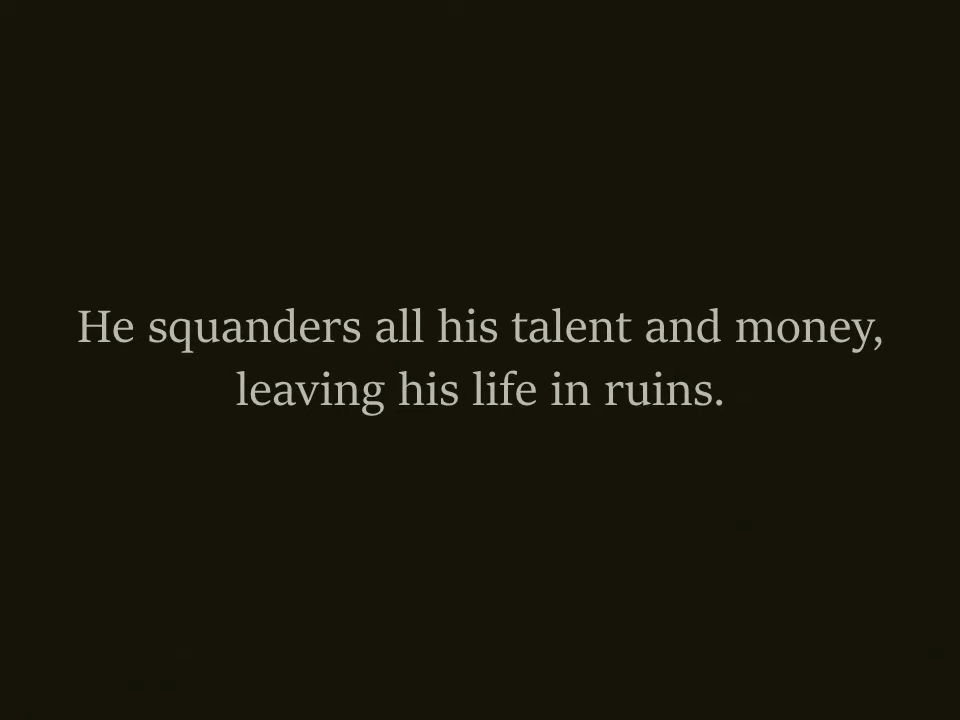 He squanders all his talent and money,
leaving his life in ruins.